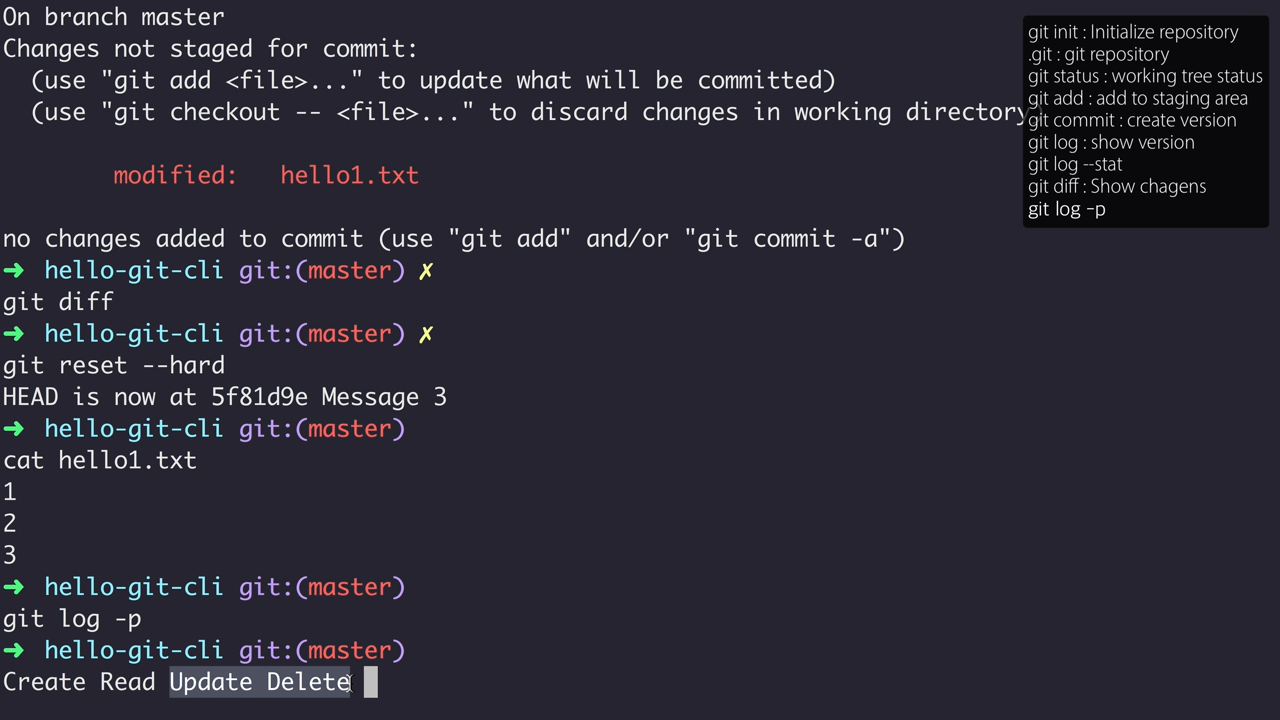 On branch master
Changes not staged for commit:
(use "git add <file>..." to update what will be committed)
(use "git checkout -- <file>..." to discard changes in working directory)
modified: hello1.txt
no changes added to commit (use "git add" and/or "git commit -a")
➜ hello-git-cli git:(master) ✗
git diff
➜ hello-git-cli git:(master) ✗
git reset --hard
HEAD is now at 5f81d9e Message 3
➜ hello-git-cli git:(master)
cat hello1.txt
1
2
3
➜ hello-git-cli git:(master)
git log -p
➜ hello-git-cli git:(master)
Create Read Update Delete
git init : Initialize repository
.git : git repository
git status : working tree status
git add : add to staging area
git commit : create version
git log : show version
git log --stat
git diff : Show chagens
git log -p